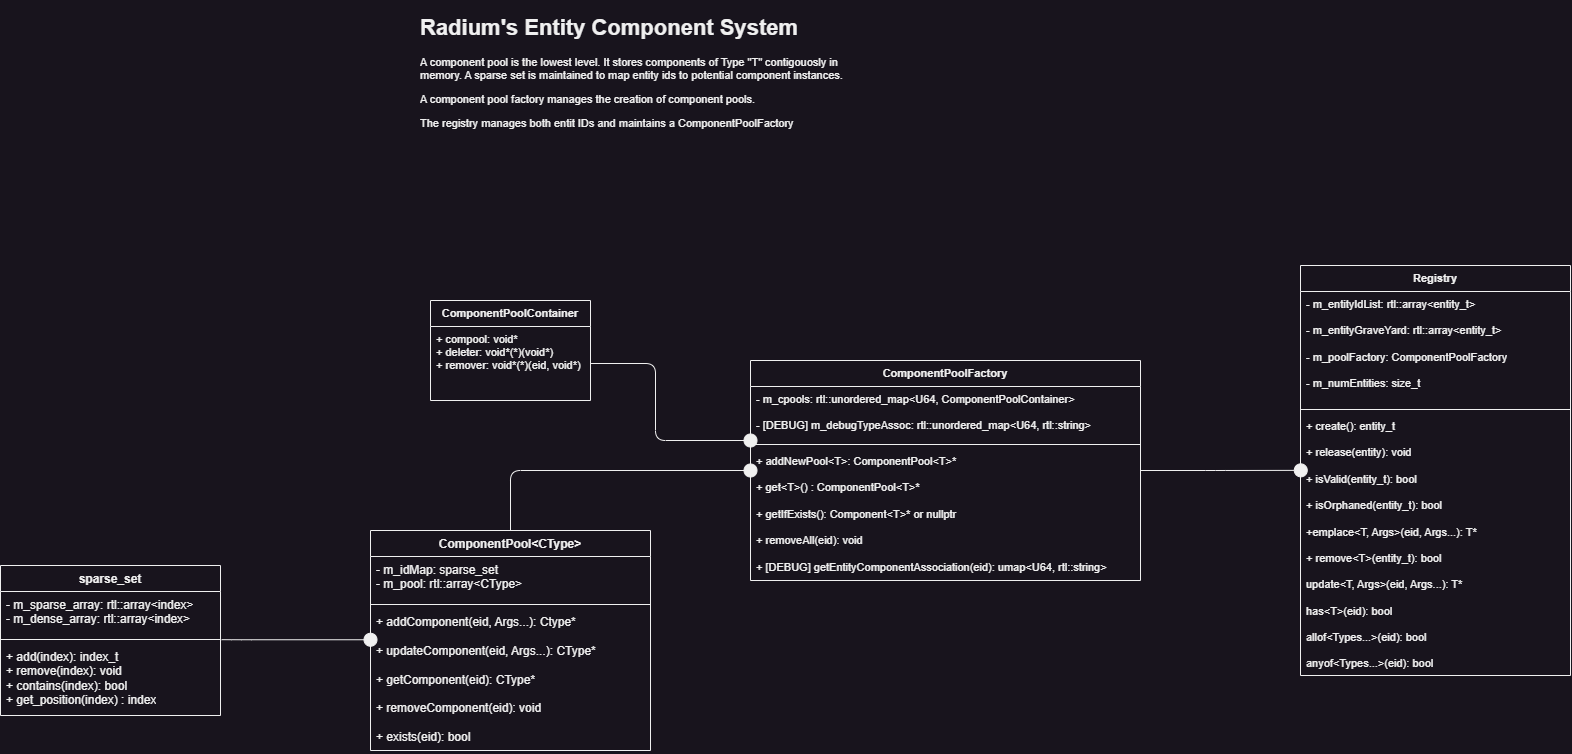 Radium's Entity Component System
A component pool is the lowest level. It stores components of Type "T" contigouosly in
memory. A sparse set is maintained to map entity ids to potential component instances.
A component pool factory manages the creation of component pools.
The registry manages both entit IDs and maintains a ComponentPoolFactory
ComponentPoolContainer
+ compool: void*
+ deleter: void*(*)(void*)
+ remover: void*(*)(eid, void*)
sparse_set
- m_sparse_array: rtl::array<index>
- m_dense_array: rtl::array<index>
+ add(index): index_t
+ remove(index): void
+ contains(index): bool
+ get_position(index) : index
ComponentPool<CType>
- m_idMap: sparse_set
- m_pool: rtl::array<CType>
+ addComponent(eid, Args...): Ctype*
+ updateComponent(eid, Args...): CType*
+ getComponent(eid): CType*
+ removeComponent(eid): void
+ exists(eid): bool
ComponentPoolFactory
- m_cpools: rtl::unordered_map<U64, ComponentPoolContainer>
- [DEBUG] m_debugTypeAssoc: rtl::unordered_map<U64, rtl::string>
+ addNewPool<T>: ComponentPool<T>*
+ get<T>() : ComponentPool<T>*
+ getIfExists(): Component<T>* or nullptr
+ removeAll(eid): void
+ [DEBUG] getEntityComponentAssociation(eid): umap<U64, rtl::string>
Registry
- m_entityIdList: rtl::array<entity_t>
- m_entityGraveYard: rtl::array<entity_t>
- m_poolFactory: ComponentPoolFactory
- m_numEntities: size_t
+ create(): entity_t
+ release(entity): void
+ isValid(entity_t): bool
+ isOrphaned(entity_t): bool
+emplace<T, Args>(eid, Args...): T*
+ remove<T>(entity_t): bool
update<T, Args>(eid, Args...): T*
has<T>(eid): bool
allof<Types...>(eid): bool
anyof<Types...>(eid): bool